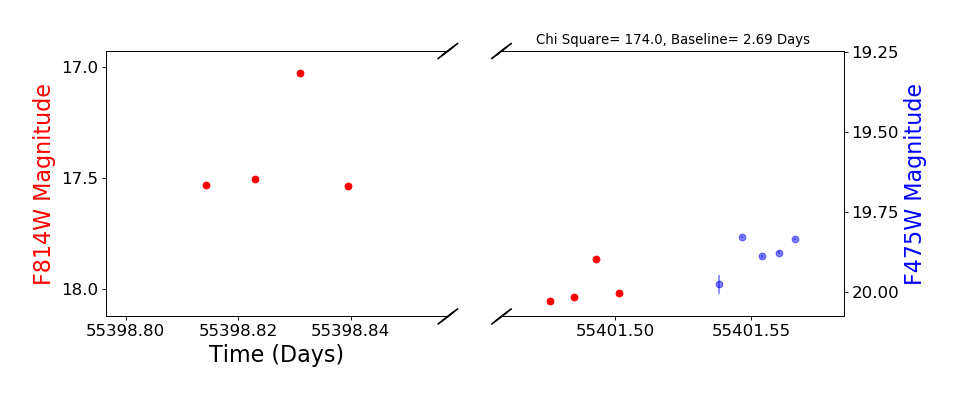 Chi Square= 174.0, Baseline= 2.69 Days
F814W Magnitude
17.0
17.5
18.0
19.25
19.50
19.75
20.00
F475W Magnitude
55398.80 55398.82 55398.84 55401.50 55401.55
Time (Days)